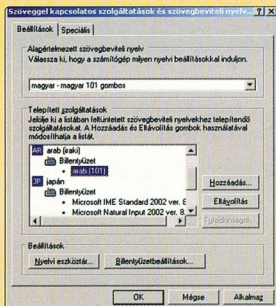 Szöveggel kapcsolatos szolgáltatások és szövegbeviteli nyelv...
Beállítások Speciális
Alapértelmezett szövegbeviteli nyelv
Válassza ki, hogy a számítógép milyen nyelvi beállításokkal induljon.
magyar - magyar 101 gombos
Telepített szolgáltatások
Jelölje ki a listában feltüntetett szövegbeviteli nyelvekhez telepítendő
szolgáltatásokat. A Hozzáadás és Eltávolítás gombok használatával
módosíthatja a listát.
AR arab (iraki)
Billentyűzet
arab (101)
JP japán
Billentyűzet
Microsoft IME Standard 2002 ver. 8
Microsoft Natural Input 2002 ver. 8.
Hozzáadás...
Eltávolítás
Tulajdonságok...
Beállítások
Nyelvi eszköztár...
Billentyűzetbeállítások...
OK
Mégse
Alkalmaz